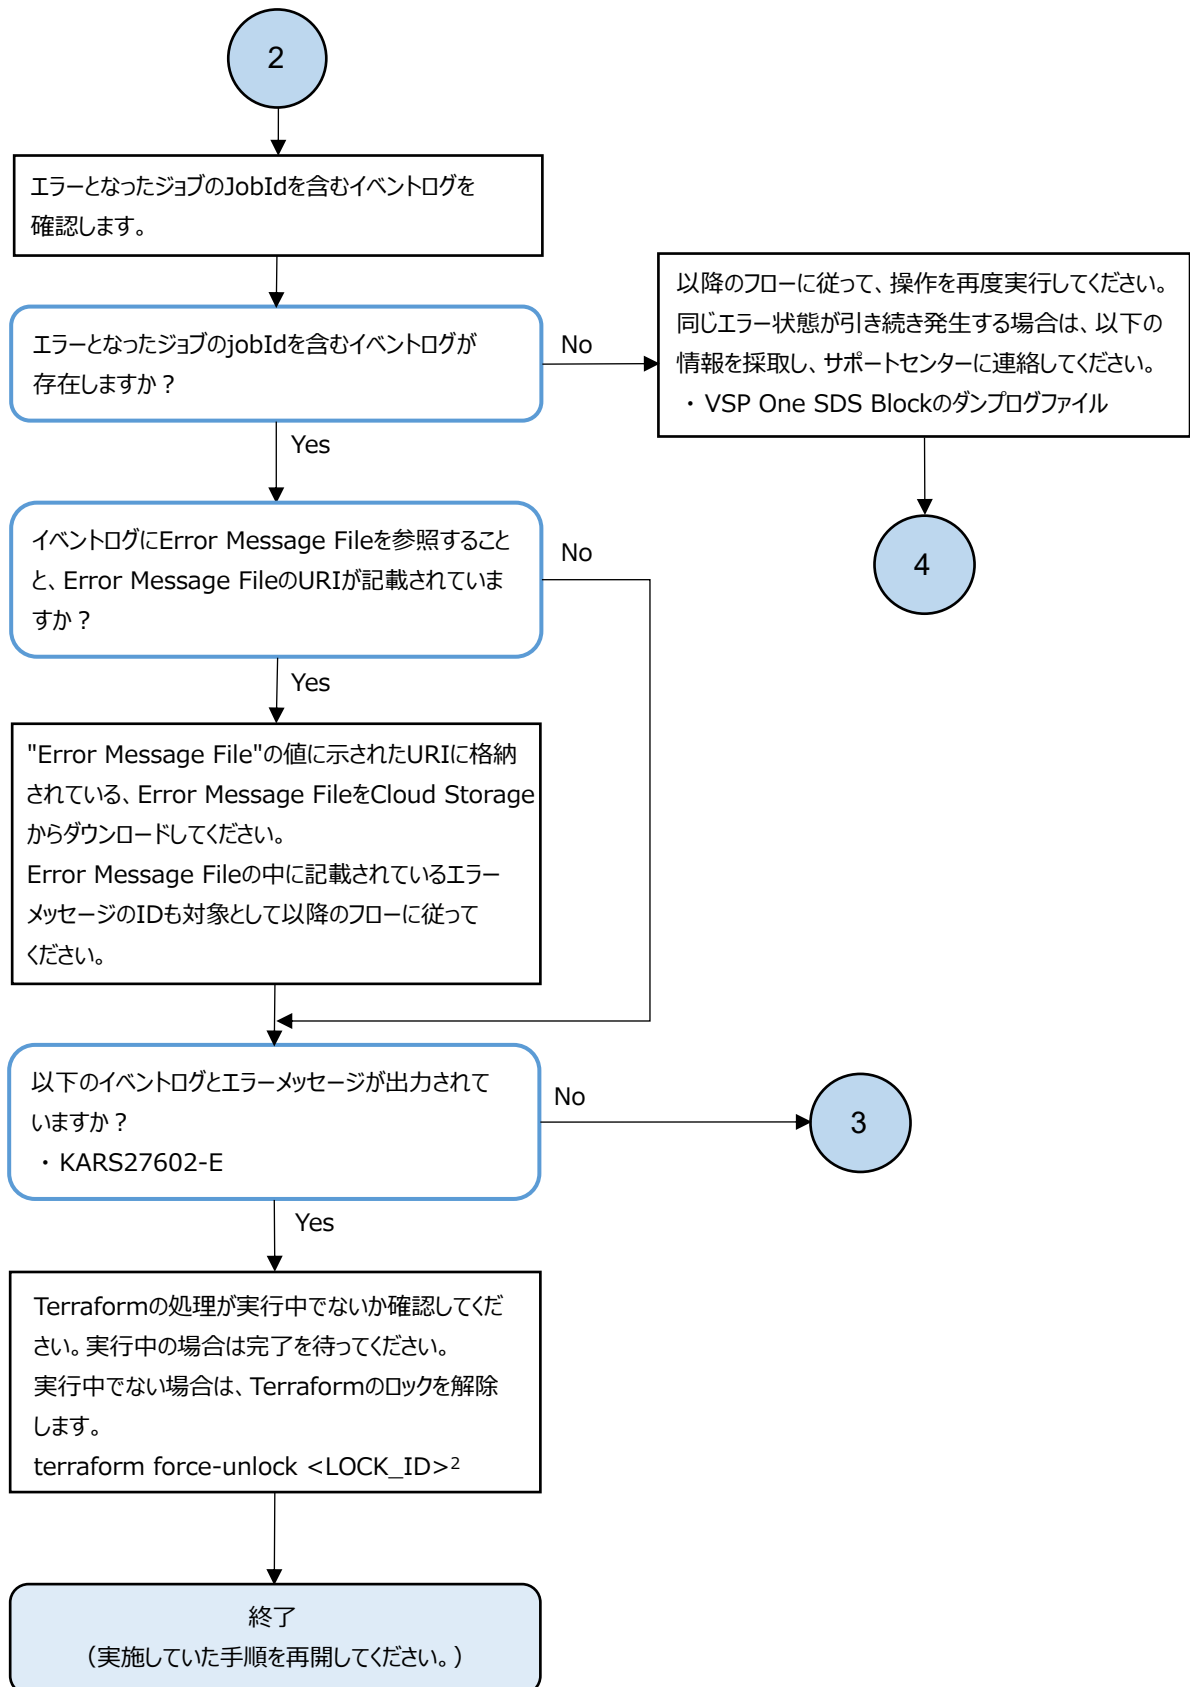 2
エラーとなったジョブのJobIdを含むイベントログを
確認します。
エラーとなったジョブのjobIdを含むイベントログが
存在しますか？
No
以降のフローに従って、操作を再度実行してください。
同じエラー状態が引き続き発生する場合は、以下の
情報を採取し、サポートセンターに連絡してください。
・ VSP One SDS Blockのダンプログファイル
4
Yes
イベントログにError Message Fileを参照すること
と、Error Message FileのURIが記載されていま
すか？
No
Yes
"Error Message File"の値に示されたURIに格納
されている、Error Message FileをCloud Storage
からダウンロードしてください。
Error Message Fileの中に記載されているエラー
メッセージのIDも対象として以降のフローに従って
ください。
以下のイベントログとエラーメッセージが出力されて
いますか？
・ KARS27602-E
No
3
Yes
Terraformの処理が実行中でないか確認してくだ
さい。実行中の場合は完了を待ってください。
実行中でない場合は、Terraformのロックを解除
します。
terraform force-unlock <LOCK_ID>²
終了
（実施していた手順を再開してください。）